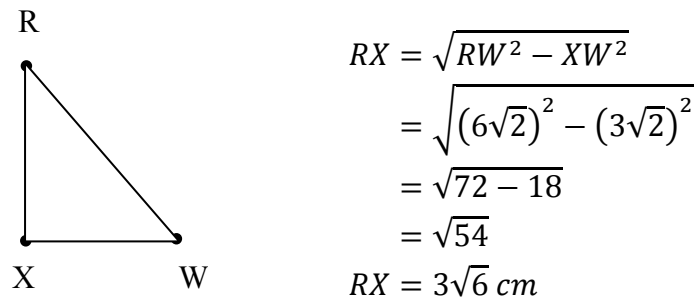 R
X W
RX = √(RW² − XW²)
= √((6√2)² − (3√2)²)
= √(72 − 18)
= √54
RX = 3√6 cm